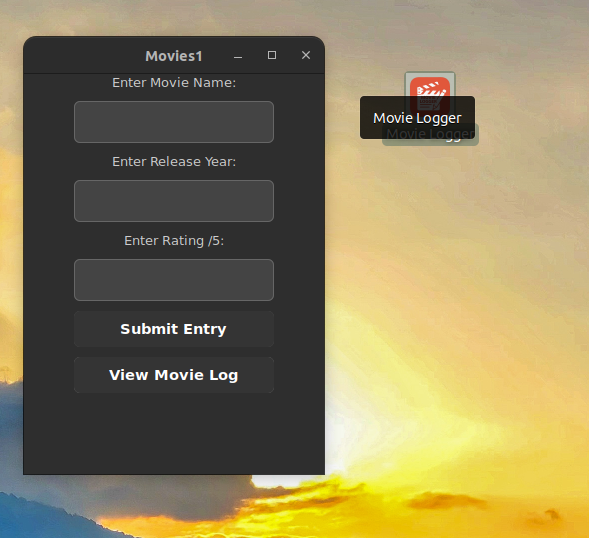 Movies1
Enter Movie Name:
Enter Release Year:
Enter Rating /5:
Submit Entry
View Movie Log
Movie Logger
Movie Logger